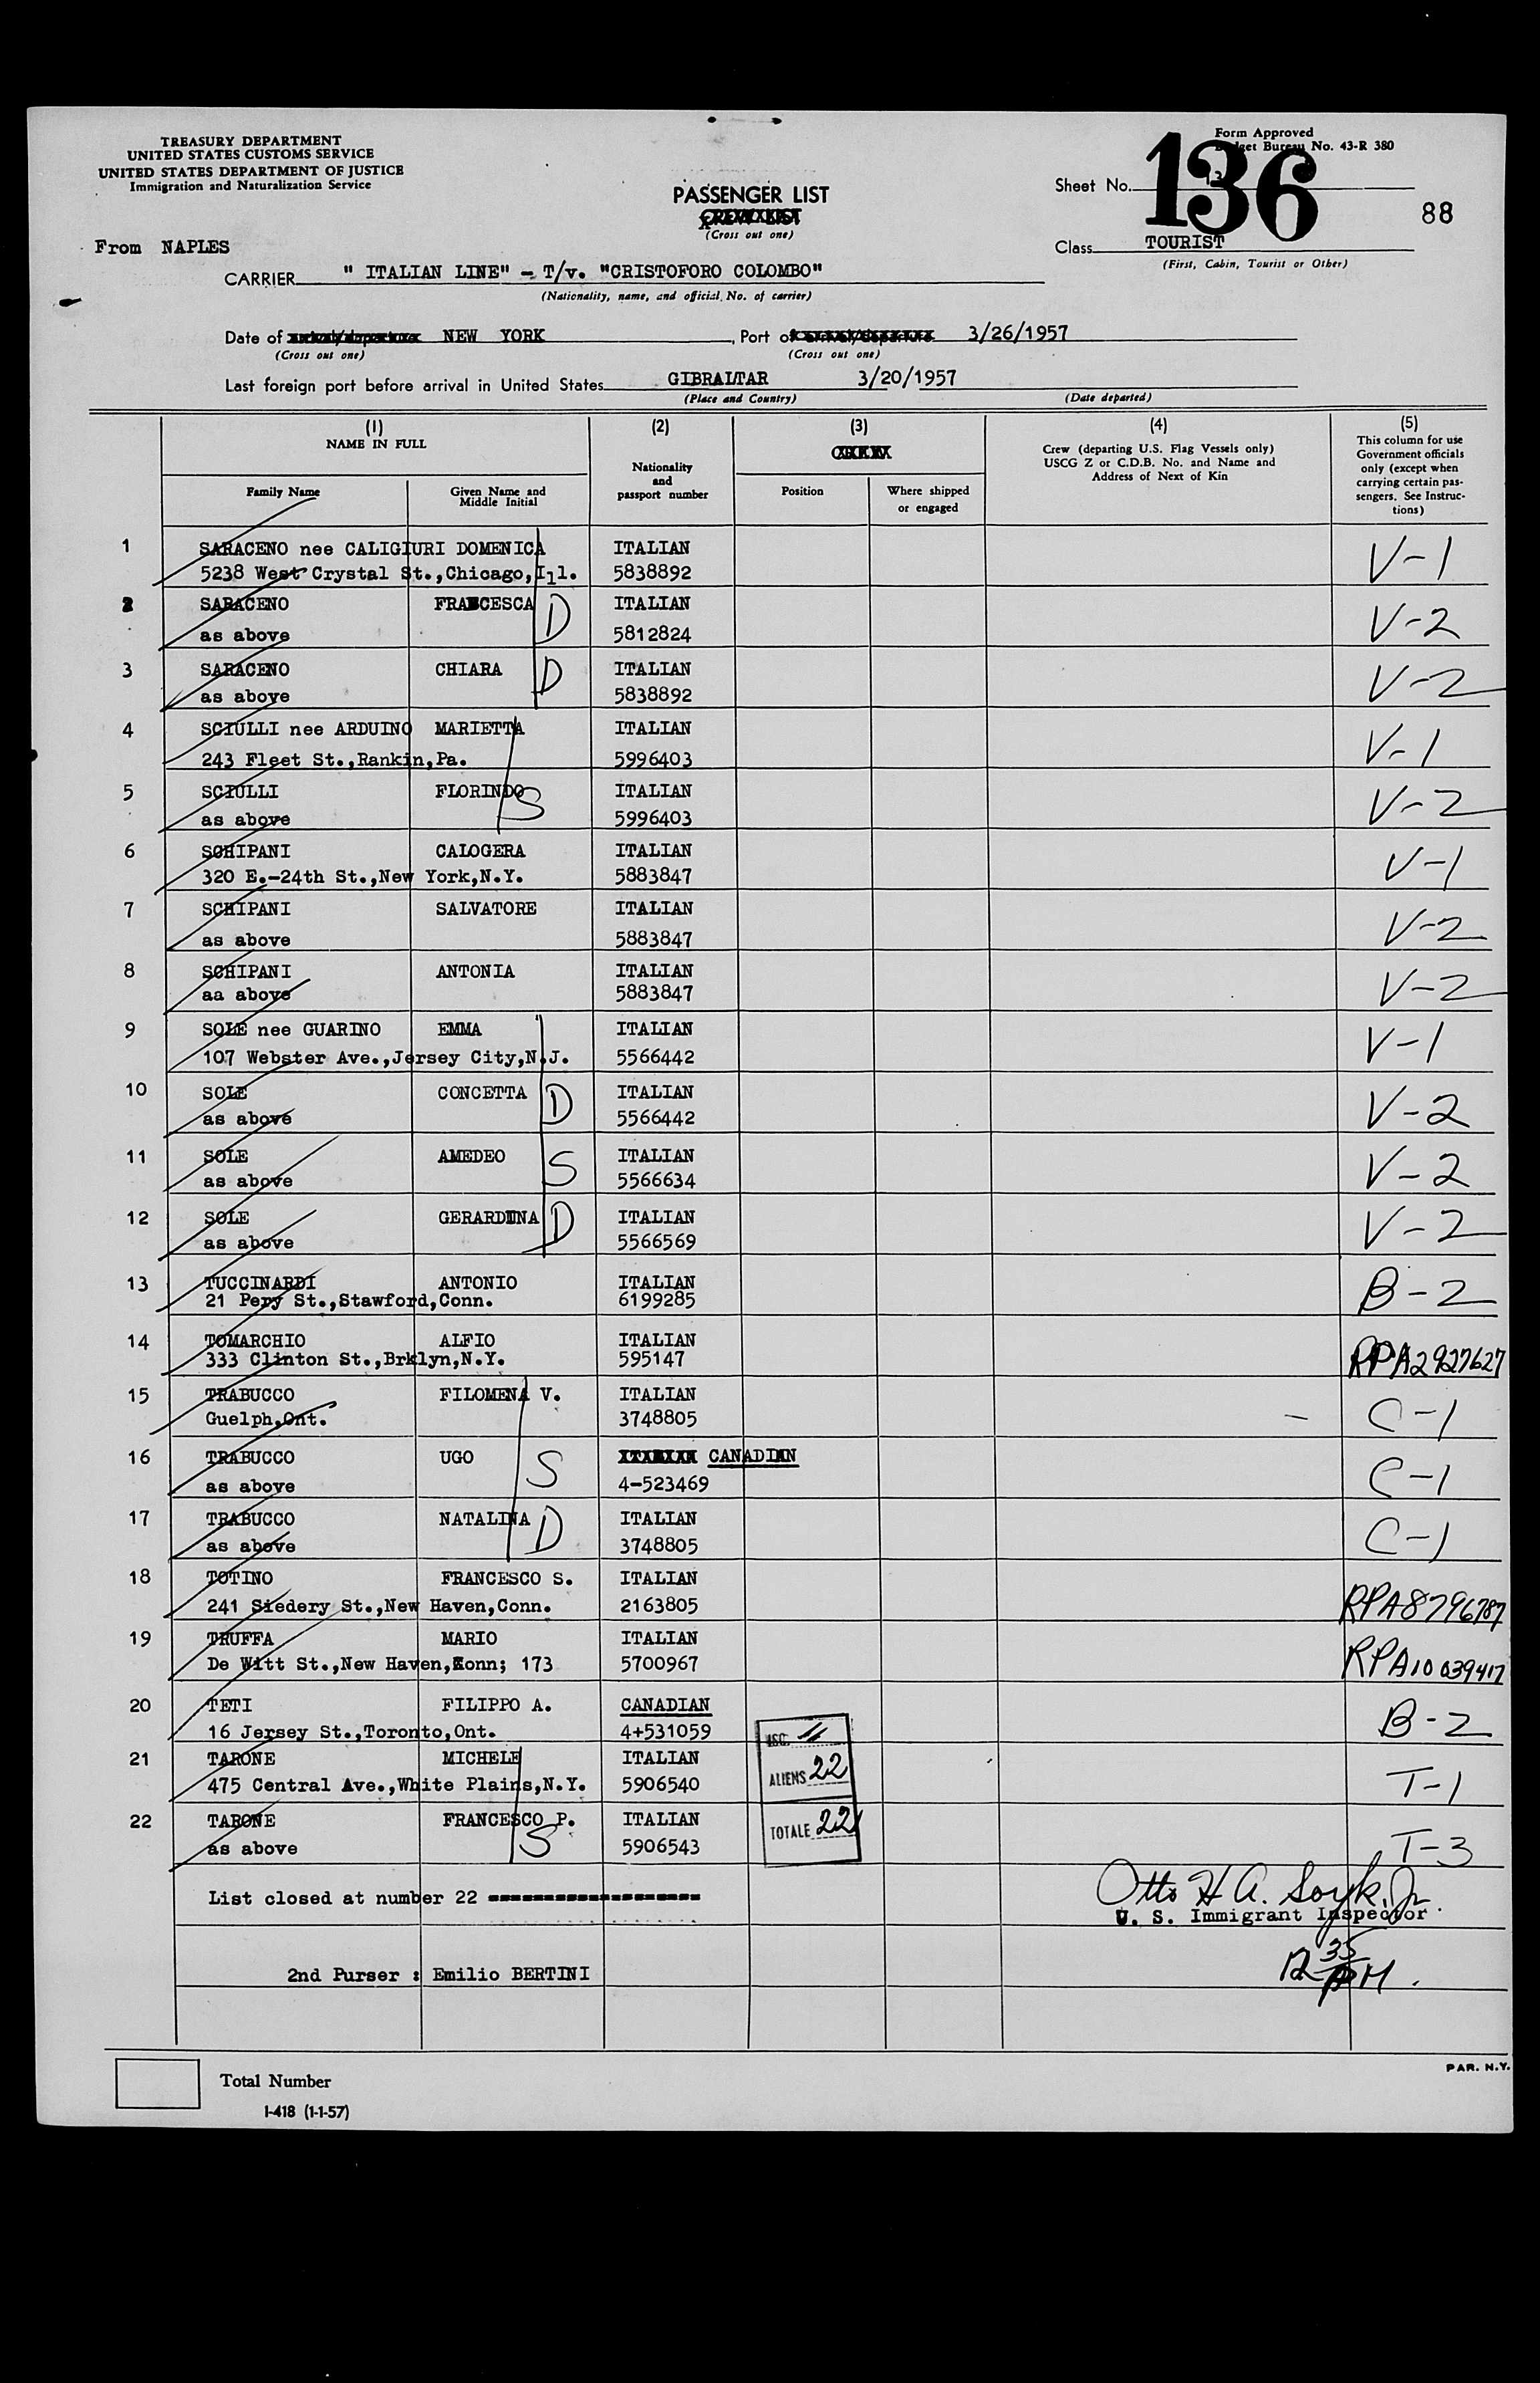 TREASURY DEPARTMENT
UNITED STATES CUSTOMS SERVICE
UNITED STATES DEPARTMENT OF JUSTICE
Immigration and Naturalization Service
Form Approved
Budget Bureau No. 43-R 380
PASSENGER LIST
CREW LIST
(Cross out one)
Sheet No. 136
88
From NAPLES
Class TOURIST
(First, Cabin, Tourist or Other)
CARRIER " ITALIAN LINE" - T/v. "CRISTOFORO COLOMBO"
(Nationality, name, and official No. of carrier)
Date of arrival/departure NEW YORK, Port of arrival/departure 3/26/1957
(Cross out one) (Cross out one)
Last foreign port before arrival in United States GIBRALTAR 3/20/1957
(Place and Country) (Date departed)
(1) NAME IN FULL
Family Name
Given Name and Middle Initial
(2) Nationality and passport number
(3)
Position
Where shipped or engaged
(4) Crew (departing U.S. Flag Vessels only) USCG Z or C.D.B. No. and Name and Address of Next of Kin
(5) This column for use Government officials only (except when carrying certain passengers. See Instructions)
1 SARACENO nee CALIGIURI DOMENICA ITALIAN V-1
5238 West Crystal St.,Chicago,Ill. 5838892
2 SARACENO FRANCESCA D ITALIAN V-2
as above 5812824
3 SARACENO CHIARA D ITALIAN V-2
as above 5838892
4 SCIULLI nee ARDUINO MARIETTA ITALIAN V-1
243 Fleet St.,Rankin,Pa. 5996403
5 SCIULLI FLORINDO S ITALIAN V-2
as above 5996403
6 SCHIPANI CALOGERA ITALIAN V-1
320 E.-24th St.,New York,N.Y. 5883847
7 SCHIPANI SALVATORE ITALIAN V-2
as above 5883847
8 SCHIPANI ANTONIA ITALIAN V-2
aa above 5883847
9 SOLE nee GUARINO EMMA ITALIAN V-1
107 Webster Ave.,Jersey City,N.J. 5566442
10 SOLE CONCETTA D ITALIAN V-2
as above 5566442
11 SOLE AMEDEO S ITALIAN V-2
as above 5566634
12 SOLE GERARDINA D ITALIAN V-2
as above 5566569
13 TUCCINARDI ANTONIO ITALIAN B-2
21 Pery St.,Stawford,Conn. 6199285
14 TOMARCHIO ALFIO ITALIAN RPA2927627
333 Clinton St.,Brklyn,N.Y. 595147
15 TRABUCCO FILOMENA V. ITALIAN C-1
Guelph,Ont. 3748805
16 TRABUCCO UGO S ITALIAN CANADIAN C-1
as above 4-523469
17 TRABUCCO NATALINA D ITALIAN C-1
as above 3748805
18 TOTINO FRANCESCO S. ITALIAN RPA8796787
241 Siedery St.,New Haven,Conn. 2163805
19 TRUFFA MARIO ITALIAN RPA10039417
De Witt St.,New Haven,Conn; 173 5700967
20 TETI FILIPPO A. CANADIAN B-2
16 Jersey St.,Toronto,Ont. 4+531059
21 TARONE MICHELE ITALIAN T-1
475 Central Ave.,White Plains,N.Y. 5906540
22 TARONE FRANCESCO P. S ITALIAN T-3
as above 5906543
USC.
ALIENS 22
TOTALE 22
List closed at number 22
Otto H A. Soyk, Jr
U. S. Immigrant Inspector
2nd Purser : Emilio BERTINI
12 35 PM.
PAR. N.Y.
Total Number
I-418 (1-1-57)